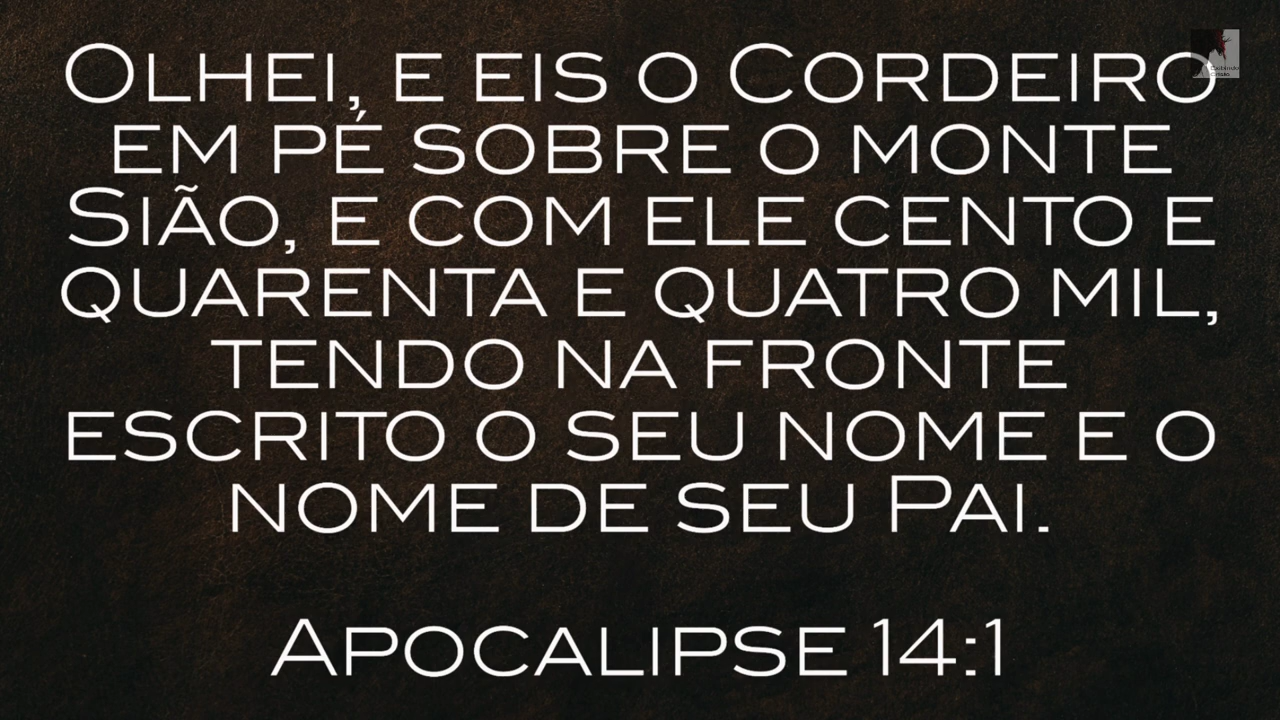 Olhei, e eis o Cordeiro
em pé sobre o monte
Sião, e com ele cento e
quarenta e quatro mil,
tendo na fronte
escrito o seu nome e o
nome de seu Pai.
Apocalipse 14:1